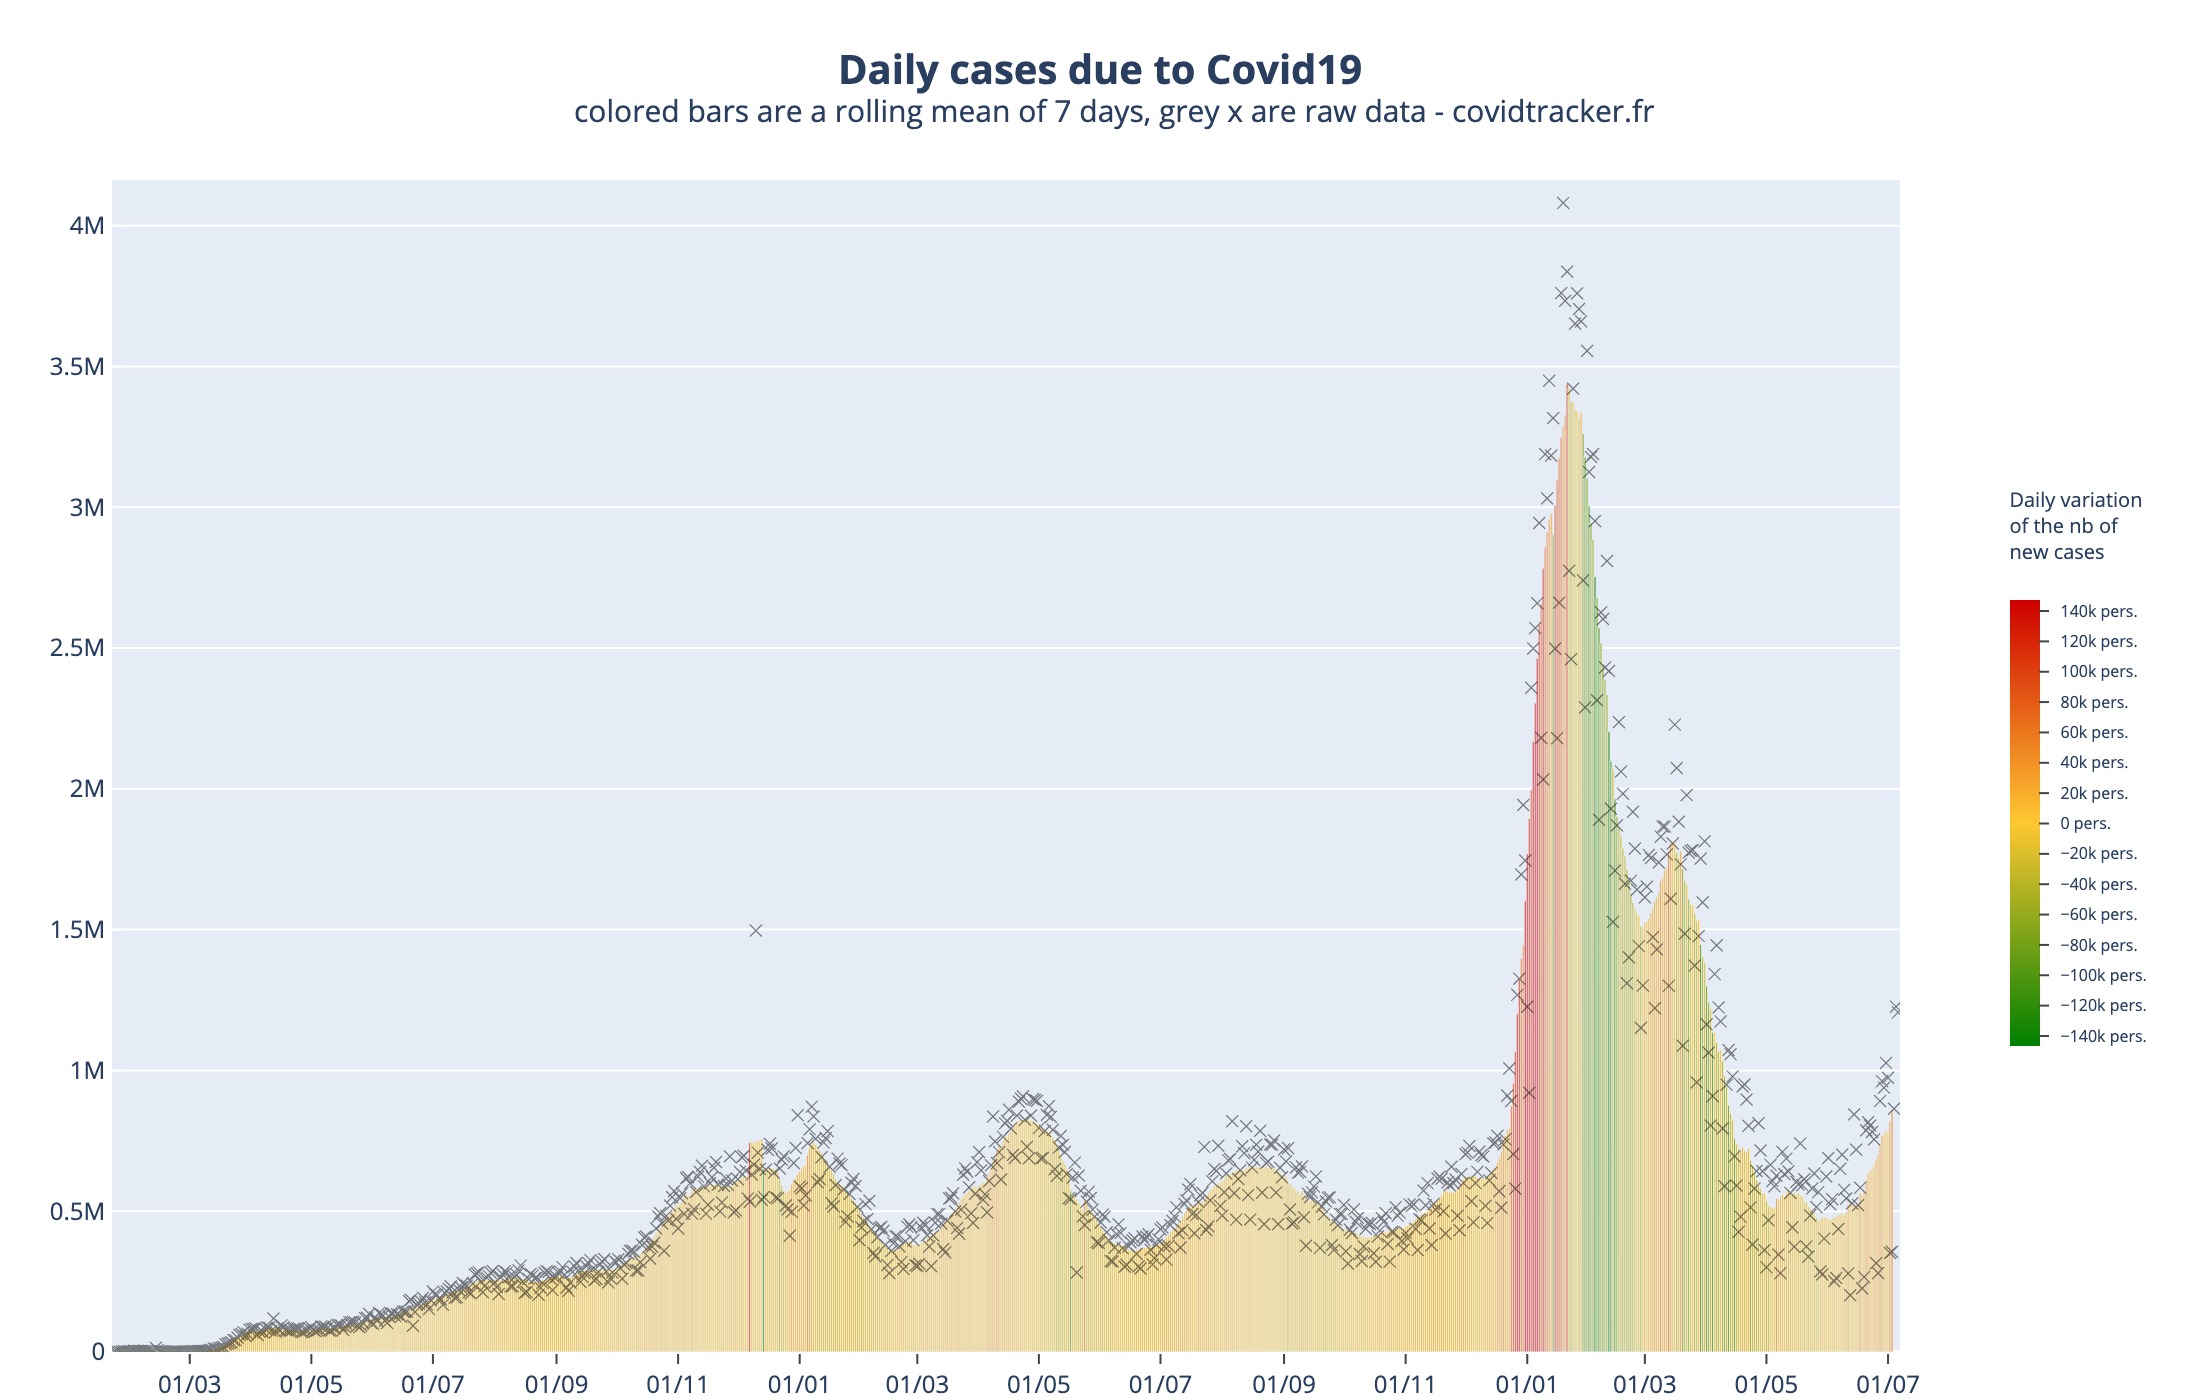 Daily cases due to Covid19
colored bars are a rolling mean of 7 days, grey x are raw data - covidtracker.fr
4M
3.5M
3M
2.5M
2M
1.5M
1M
0.5M
0
01/03
01/05
01/07
01/09
01/11
01/01
01/03
01/05
01/07
01/09
01/11
01/01
01/03
01/05
01/07
Daily variation
of the nb of
new cases
140k pers.
120k pers.
100k pers.
80k pers.
60k pers.
40k pers.
20k pers.
0 pers.
−20k pers.
−40k pers.
−60k pers.
−80k pers.
−100k pers.
−120k pers.
−140k pers.